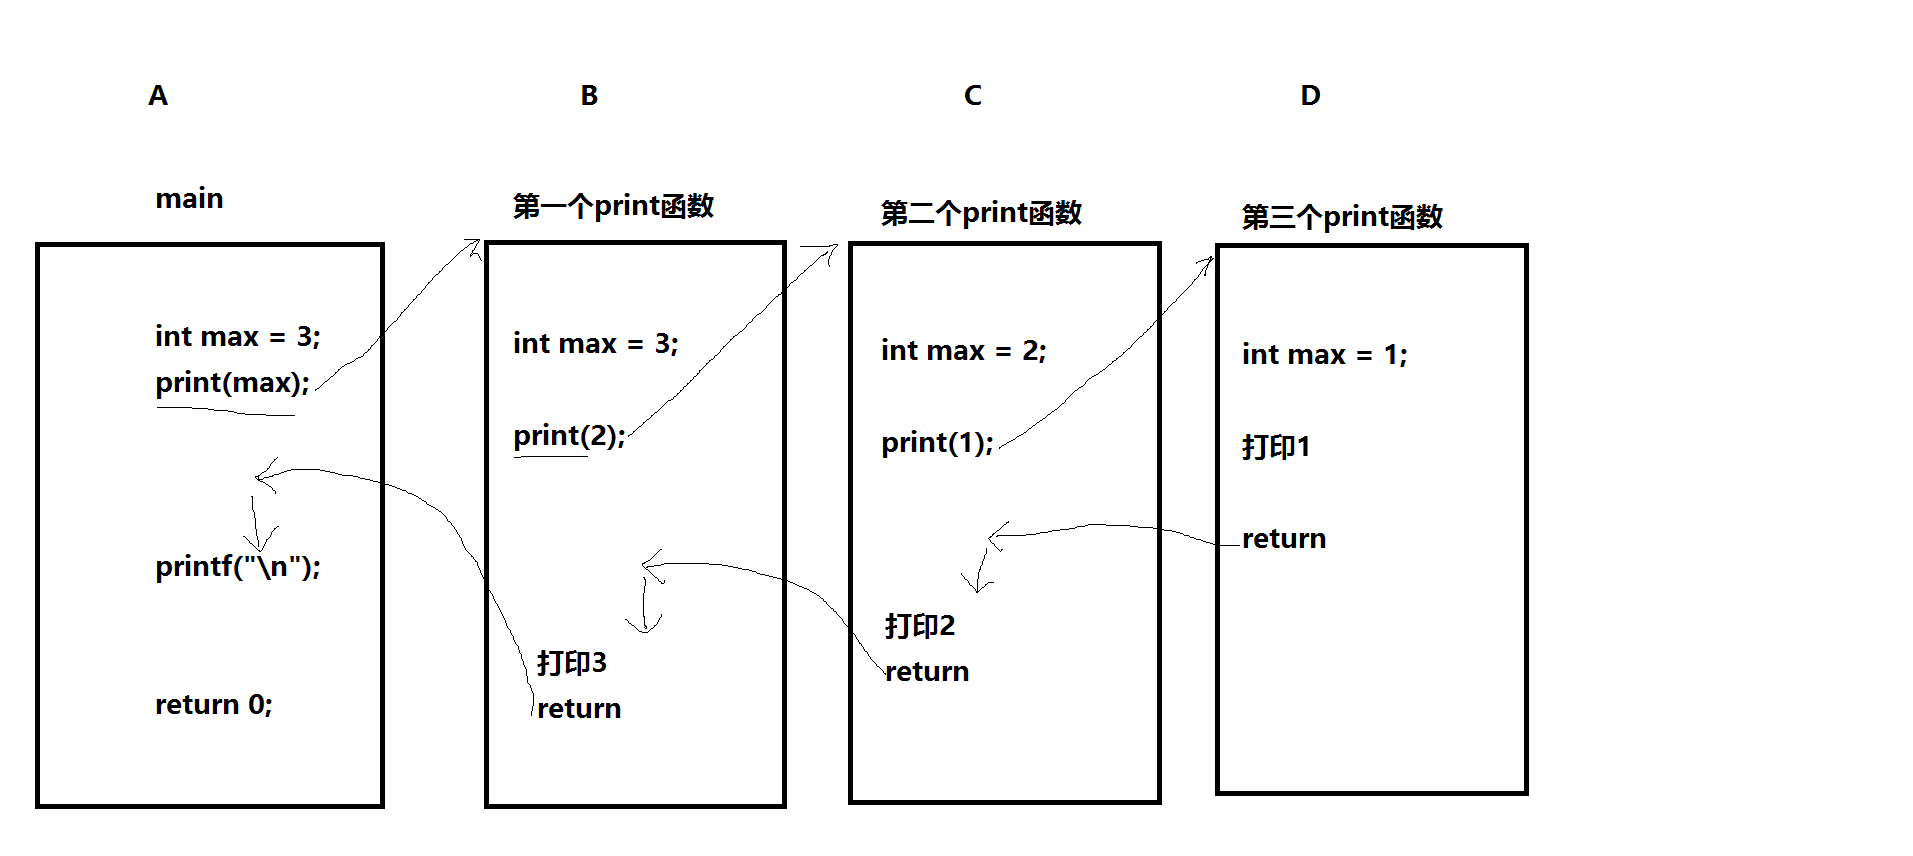 A
B
C
D
main
第一个print函数
第二个print函数
第三个print函数
int max = 3;
print(max);
printf("\n");
return 0;
int max = 3;
print(2);
打印3
return
int max = 2;
print(1);
打印2
return
int max = 1;
打印1
return